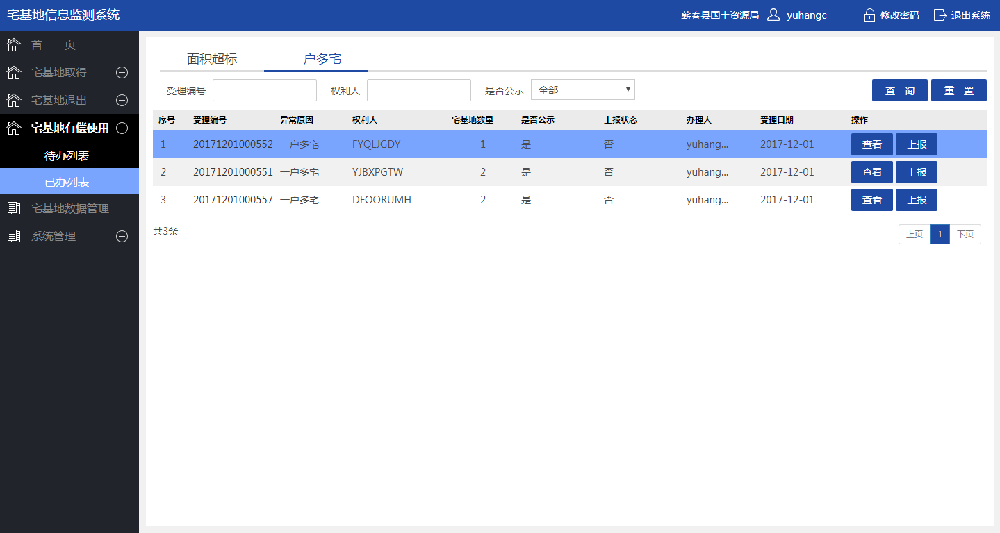 宅基地信息监测系统
蕲春县国土资源局 yuhangc | 修改密码 退出系统
首 页
宅基地取得
宅基地退出
宅基地有偿使用
待办列表
已办列表
宅基地数据管理
系统管理
面积超标 一户多宅
受理编号 权利人 是否公示 全部 查 询 重 置
序号 受理编号 异常原因 权利人 宅基地数量 是否公示 上报状态 办理人 受理日期 操作
1 20171201000552 一户多宅 FYQLJGDY 1 是 否 yuhang... 2017-12-01 查看 上报
2 20171201000551 一户多宅 YJBXPGTW 2 是 否 yuhang... 2017-12-01 查看 上报
3 20171201000557 一户多宅 DFOORUMH 2 是 否 yuhang... 2017-12-01 查看 上报
共3条 上页 1 下页